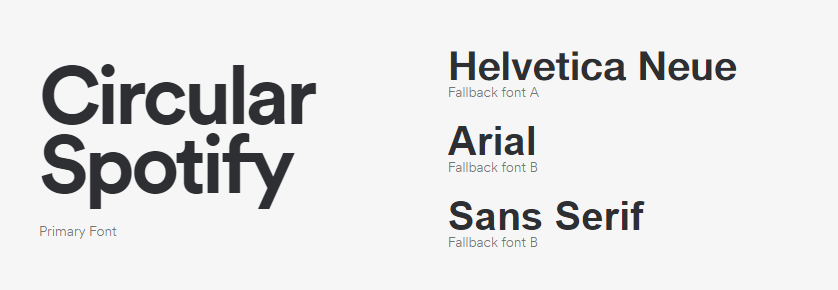 Circular
Spotify
Primary Font
Helvetica Neue
Fallback font A
Arial
Fallback font B
Sans Serif
Fallback font B